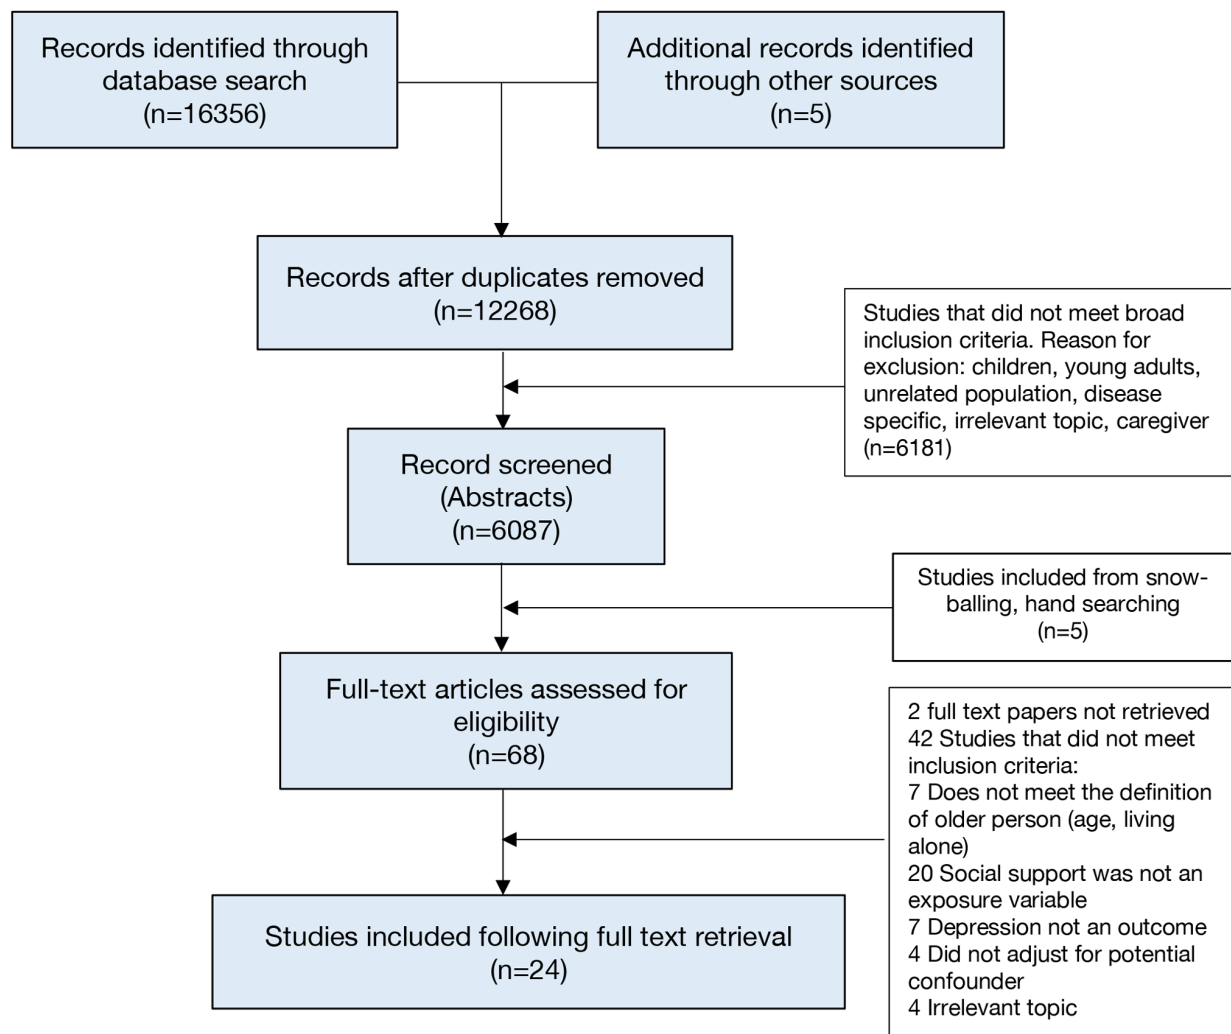 Records identified through
database search
(n=16356)
Additional records identified
through other sources
(n=5)
Records after duplicates removed
(n=12268)
Studies that did not meet broad
inclusion criteria. Reason for
exclusion: children, young adults,
unrelated population, disease
specific, irrelevant topic, caregiver
(n=6181)
Record screened
(Abstracts)
(n=6087)
Studies included from snow-
balling, hand searching
(n=5)
Full-text articles assessed for
eligibility
(n=68)
2 full text papers not retrieved
42 Studies that did not meet
inclusion criteria:
7 Does not meet the definition
of older person (age, living
alone)
20 Social support was not an
exposure variable
7 Depression not an outcome
4 Did not adjust for potential
confounder
4 Irrelevant topic
Studies included following full text retrieval
(n=24)